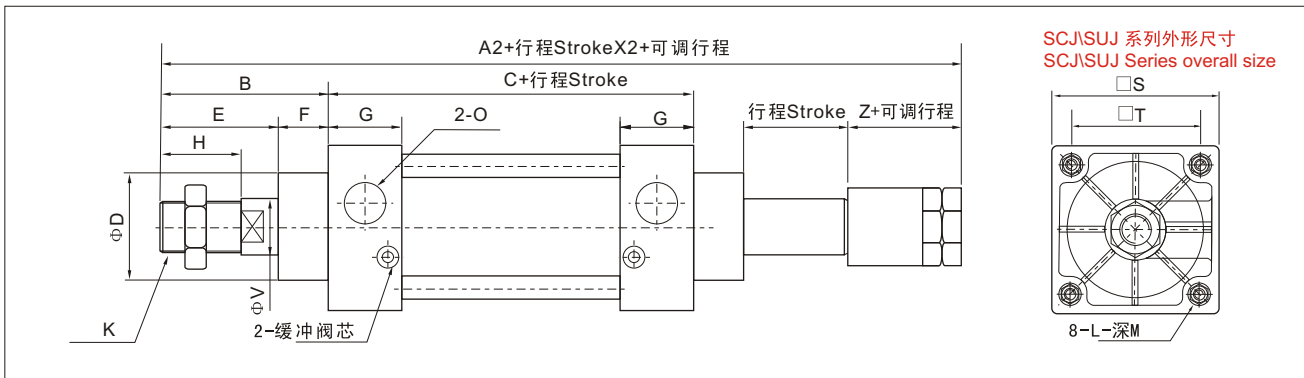 A2+行程StrokeX2+可调行程
SCJ\SUJ 系列外形尺寸
SCJ\SUJ Series overall size
B
C+行程Stroke
□S
E
F
G
2-O
G
行程Stroke
Z+可调行程
□T
H
ΦD
ΦV
K
2-缓冲阀芯
8-L-深M